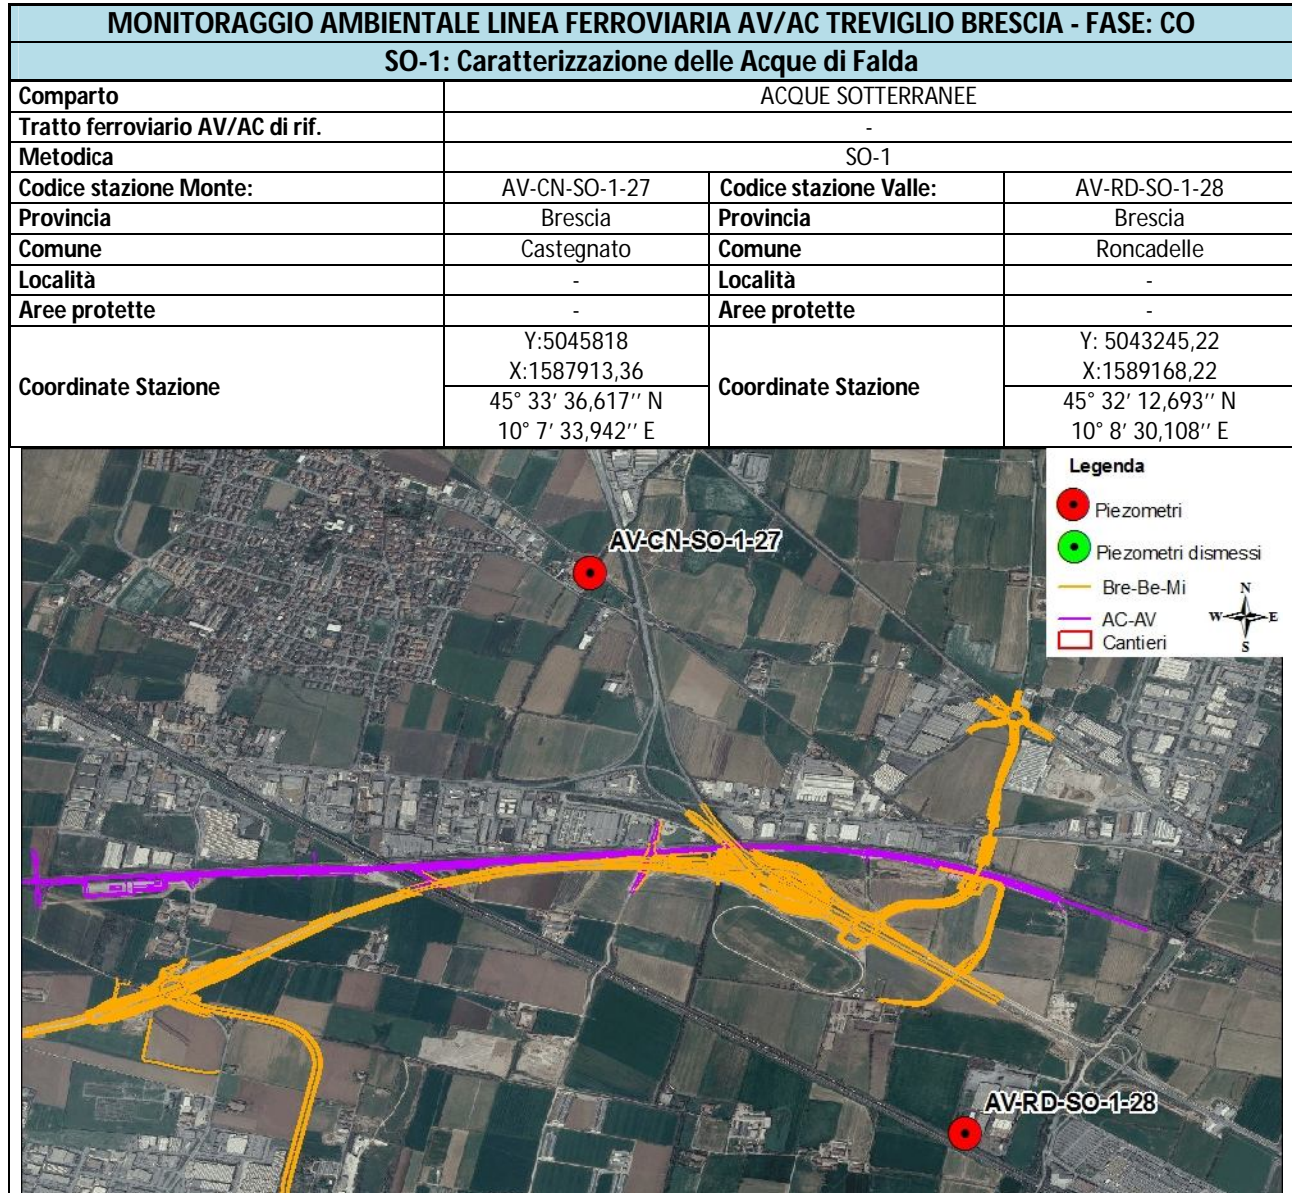 MONITORAGGIO AMBIENTALE LINEA FERROVIARIA AV/AC TREVIGLIO BRESCIA - FASE: CO
SO-1: Caratterizzazione delle Acque di Falda
Comparto ACQUE SOTTERRANEE
Tratto ferroviario AV/AC di rif. -
Metodica SO-1
Codice stazione Monte: AV-CN-SO-1-27 Codice stazione Valle: AV-RD-SO-1-28
Provincia Brescia Provincia Brescia
Comune Castegnato Comune Roncadelle
Località - Località -
Aree protette - Aree protette -
Coordinate Stazione
Y:5045818
X:1587913,36
45° 33' 36,617'' N
10° 7' 33,942'' E
Coordinate Stazione
Y: 5043245,22
X:1589168,22
45° 32' 12,693'' N
10° 8' 30,108'' E
Legenda
Piezometri
Piezometri dismessi
Bre-Be-Mi
AC-AV
Cantieri
N
W E
S
AV-CN-SO-1-27
AV-RD-SO-1-28